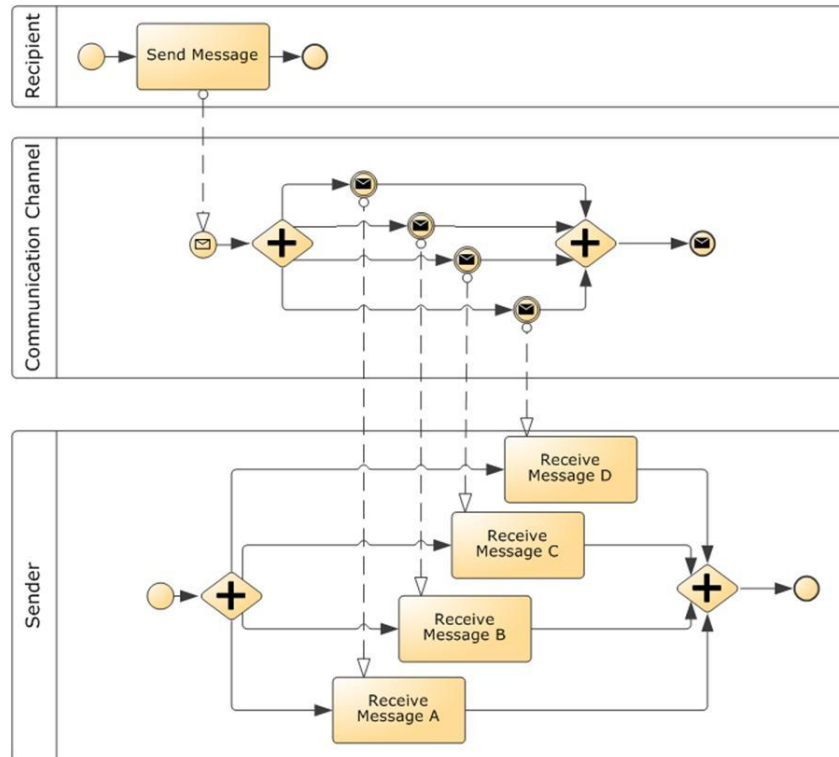 Recipient
Send Message
Communication Channel
Sender
Receive
Message D
Receive
Message C
Receive
Message B
Receive
Message A